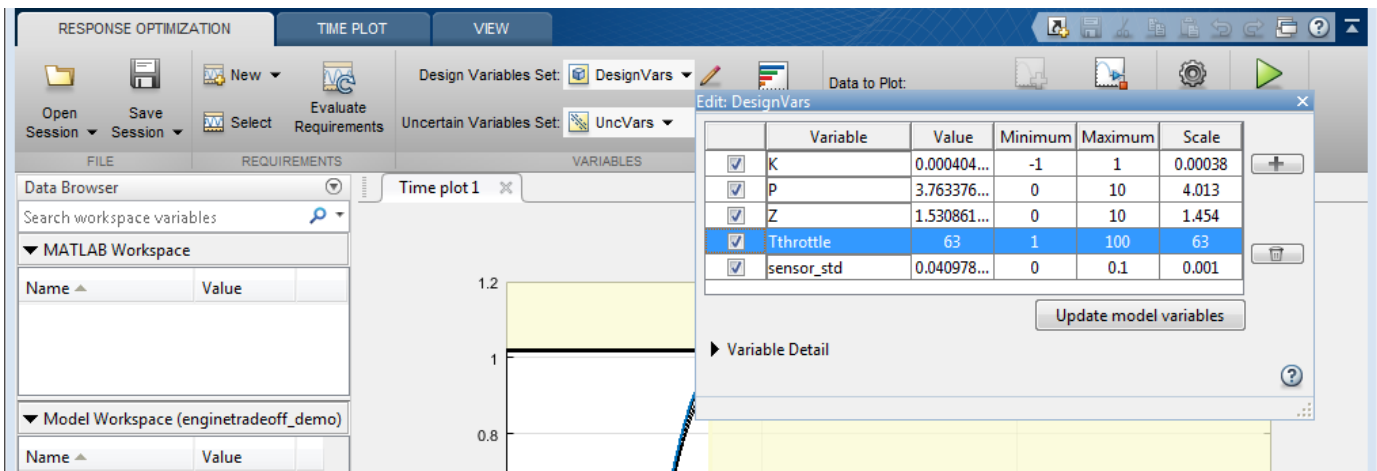 RESPONSE OPTIMIZATION TIME PLOT VIEW
New Design Variables Set: DesignVars Data to Plot:
Open Session Save Session Select Evaluate Requirements Uncertain Variables Set: UncVars
FILE REQUIREMENTS VARIABLES
Edit: DesignVars
Variable Value Minimum Maximum Scale
K 0.000404... -1 1 0.00038
P 3.763376... 0 10 4.013
Z 1.530861... 0 10 1.454
Tthrottle 63 1 100 63
sensor_std 0.040978... 0 0.1 0.001
Update model variables
Variable Detail
Data Browser
Search workspace variables
MATLAB Workspace
Name Value
Model Workspace (enginetradeoff_demo)
Name Value
Time plot 1
1.2
1
0.8